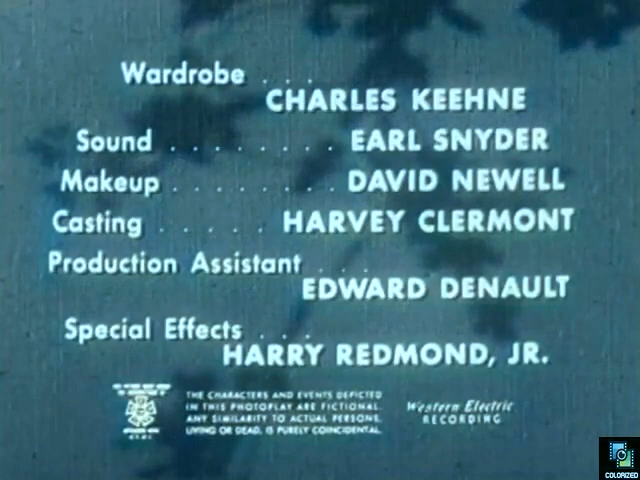 Wardrobe . . .
CHARLES KEEHNE
Sound . . . . . . . . EARL SNYDER
Makeup . . . . . . . . DAVID NEWELL
Casting . . . . . HARVEY CLERMONT
Production Assistant . . .
EDWARD DENAULT
Special Effects . . .
HARRY REDMOND, JR.
THE CHARACTERS AND EVENTS DEPICTED
IN THIS PHOTOPLAY ARE FICTIONAL.
ANY SIMILARITY TO ACTUAL PERSONS,
LIVING OR DEAD, IS PURELY COINCIDENTAL.
Western Electric
RECORDING
COLORIZED